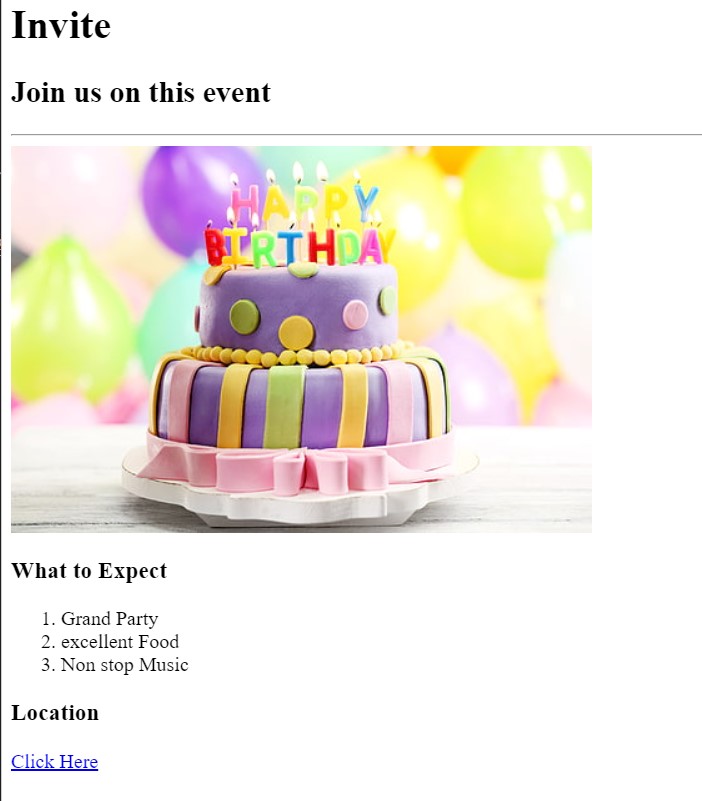 Invite
Join us on this event
HAPPY
BIRTHDAY
What to Expect
1. Grand Party
2. excellent Food
3. Non stop Music
Location
Click Here